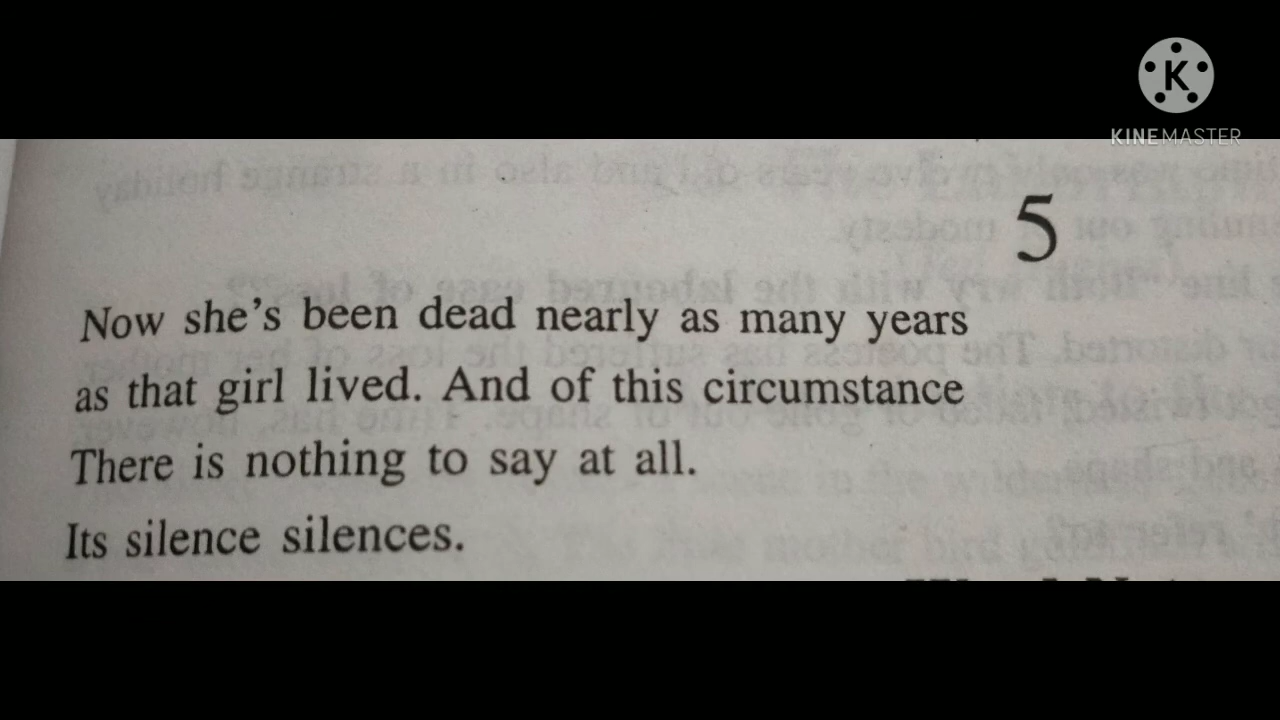 KINEMASTER
5
Now she's been dead nearly as many years
as that girl lived. And of this circumstance
There is nothing to say at all.
Its silence silences.